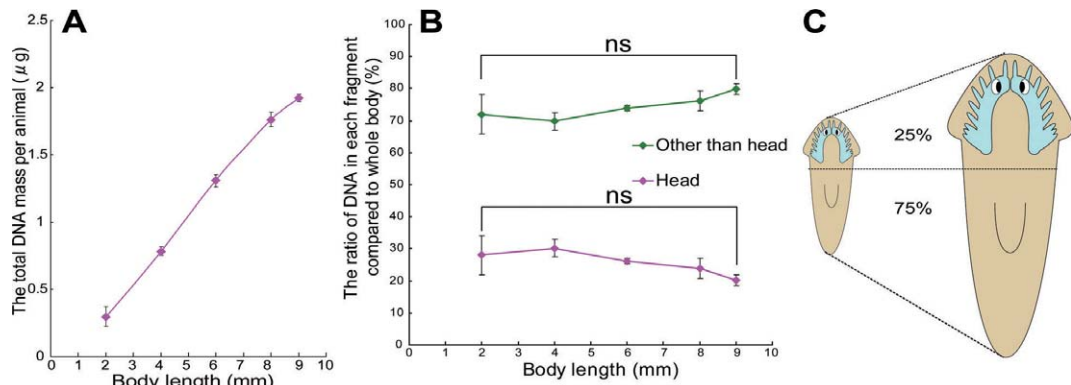 A
The total DNA mass per animal (μg)
2.5
2
1.5
1
0.5
0
0 1 2 3 4 5 6 7 8 9 10
Body length (mm)
B
The ratio of DNA in each fragment
compared to whole body (%)
100
90
80
70
60
50
40
30
20
10
0
ns
Other than head
Head
ns
0 1 2 3 4 5 6 7 8 9 10
Body length (mm)
C
25%
75%